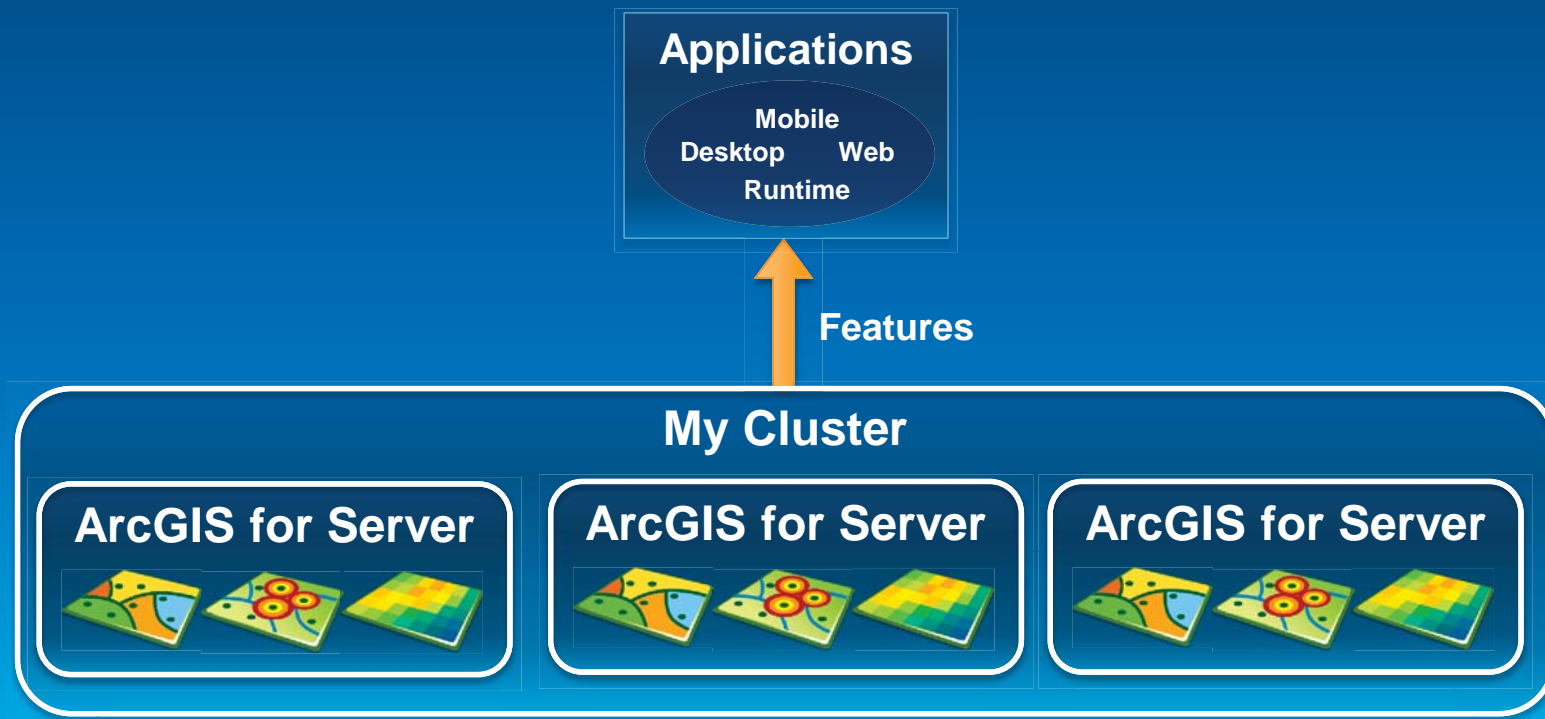 Applications
Mobile
Desktop Web
Runtime
Features
My Cluster
ArcGIS for Server
ArcGIS for Server
ArcGIS for Server